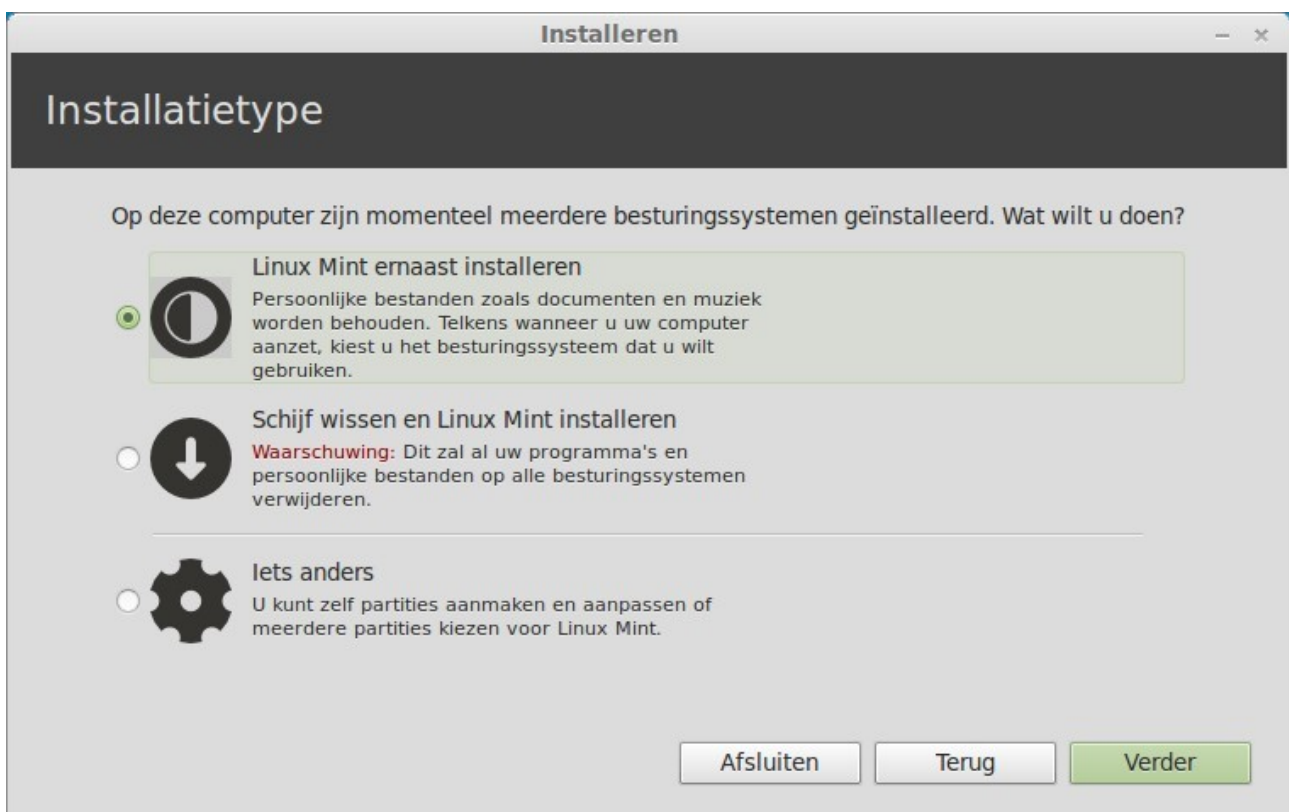 Installeren
Installatietype
Op deze computer zijn momenteel meerdere besturingssystemen geïnstalleerd. Wat wilt u doen?
Linux Mint ernaast installeren
Persoonlijke bestanden zoals documenten en muziek
worden behouden. Telkens wanneer u uw computer
aanzet, kiest u het besturingssysteem dat u wilt
gebruiken.
Schijf wissen en Linux Mint installeren
Waarschuwing: Dit zal al uw programma's en
persoonlijke bestanden op alle besturingssystemen
verwijderen.
Iets anders
U kunt zelf partities aanmaken en aanpassen of
meerdere partities kiezen voor Linux Mint.
Afsluiten Terug Verder